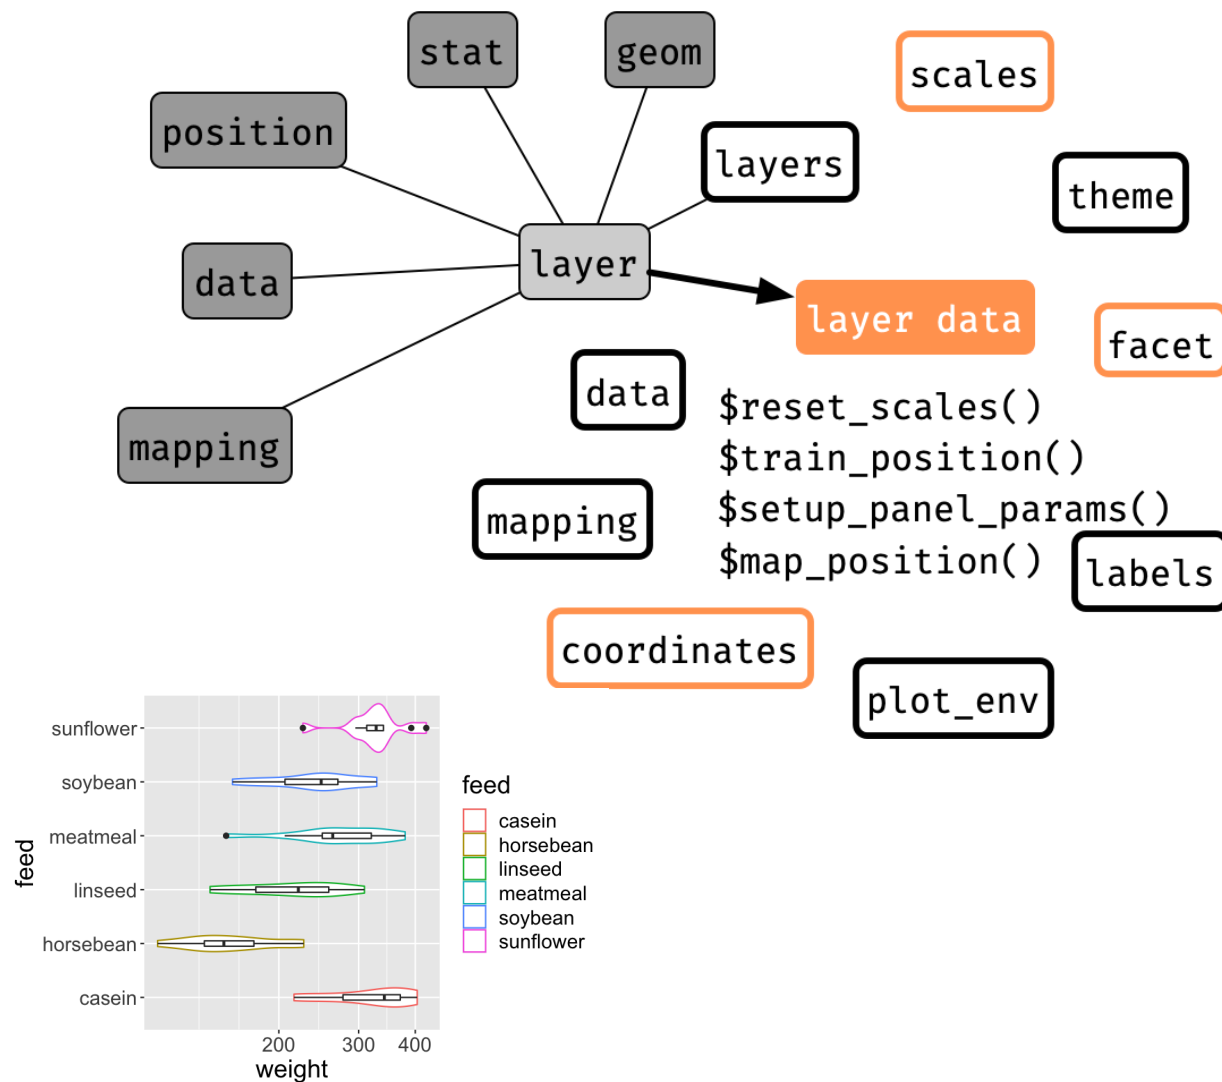 stat
geom
scales
position
layers
theme
layer
data
layer data
facet
data
$reset_scales()
mapping
$train_position()
mapping
$setup_panel_params()
$map_position()
labels
coordinates
plot_env
sunflower
soybean
meatmeal
linseed
horsebean
casein
feed
200 300 400
weight
feed
casein
horsebean
linseed
meatmeal
soybean
sunflower